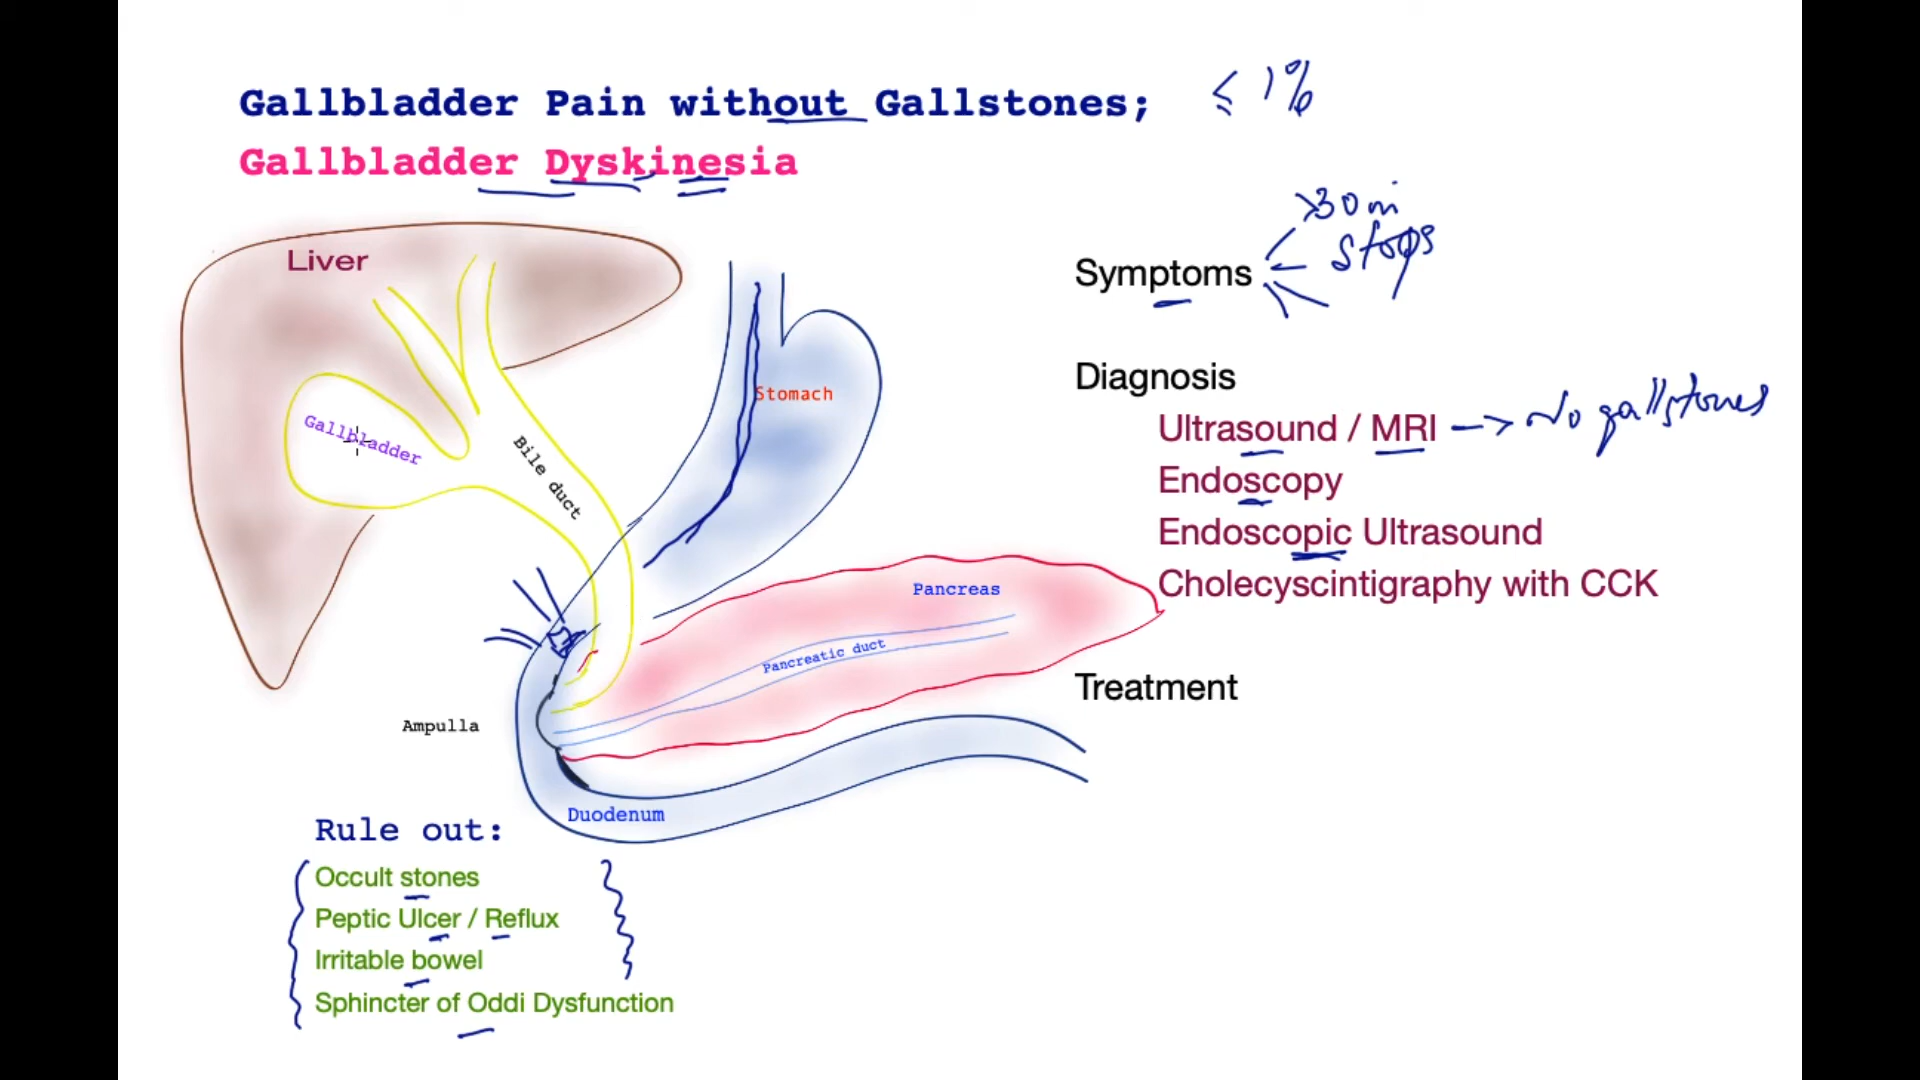 Gallbladder Pain without Gallstones; ≤ 1%
Gallbladder Dyskinesia
Liver
Gallbladder
Bile duct
Stomach
Pancreas
Pancreatic duct
Ampulla
Duodenum
Rule out:
Occult stones
Peptic Ulcer / Reflux
Irritable bowel
Sphincter of Oddi Dysfunction
>30 m
Symptoms stops
Diagnosis
Ultrasound / MRI -> No gallstones
Endoscopy
Endoscopic Ultrasound
Cholecyscintigraphy with CCK
Treatment